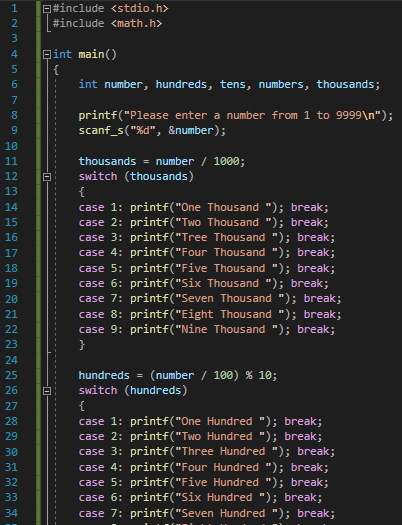 1 #include <stdio.h>
2 #include <math.h>
3
4 int main()
5 {
6 int number, hundreds, tens, numbers, thousands;
7
8 printf("Please enter a number from 1 to 9999\n");
9 scanf_s("%d", &number);
10
11 thousands = number / 1000;
12 switch (thousands)
13 {
14 case 1: printf("One Thousand "); break;
15 case 2: printf("Two Thousand "); break;
16 case 3: printf("Tree Thousand "); break;
17 case 4: printf("Four Thousand "); break;
18 case 5: printf("Five Thousand "); break;
19 case 6: printf("Six Thousand "); break;
20 case 7: printf("Seven Thousand "); break;
21 case 8: printf("Eight Thousand "); break;
22 case 9: printf("Nine Thousand "); break;
23 }
24
25 hundreds = (number / 100) % 10;
26 switch (hundreds)
27 {
28 case 1: printf("One Hundred "); break;
29 case 2: printf("Two Hundred "); break;
30 case 3: printf("Three Hundred "); break;
31 case 4: printf("Four Hundred "); break;
32 case 5: printf("Five Hundred "); break;
33 case 6: printf("Six Hundred "); break;
34 case 7: printf("Seven Hundred "); break;